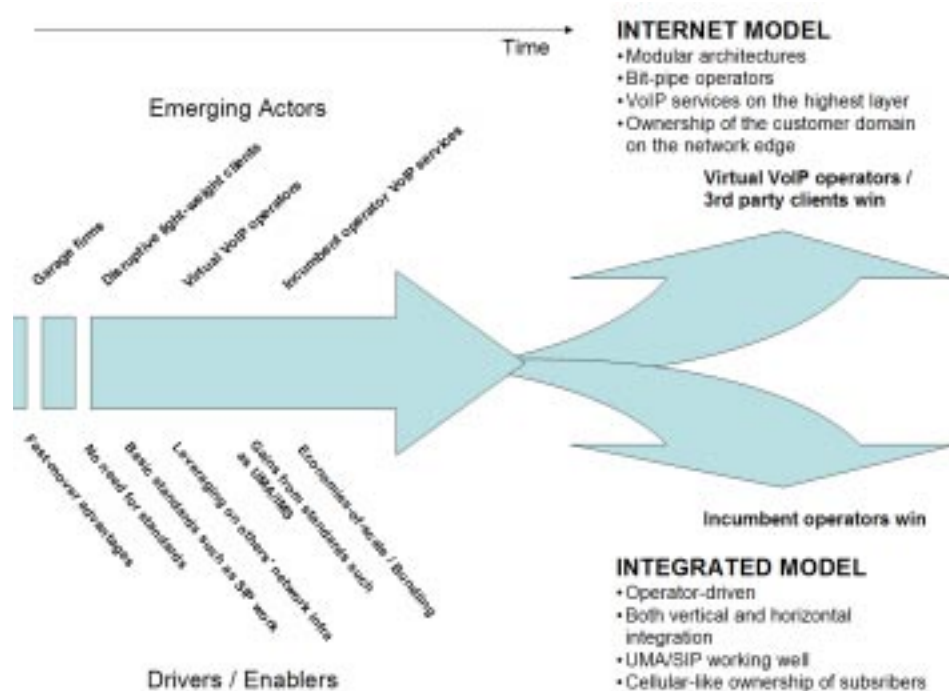 Time
Emerging Actors
Garage firms
Disruptive light-weight clients
Virtual VoIP operators
Incumbent operator VoIP services
INTERNET MODEL
•Modular architectures
•Bit-pipe operators
•VoIP services on the highest layer
•Ownership of the customer domain
on the network edge
Virtual VoIP operators /
3rd party clients win
Fast-mover advantages
No need for standards
Basic standards such as SIP work
Leveraging on others' network infra
Gains from standards such
as UMA/IMS
Economies-of-scale / Bundling
Drivers / Enablers
Incumbent operators win
INTEGRATED MODEL
•Operator-driven
•Both vertical and horizontal
integration
•UMA/SIP working well
•Cellular-like ownership of subsribers